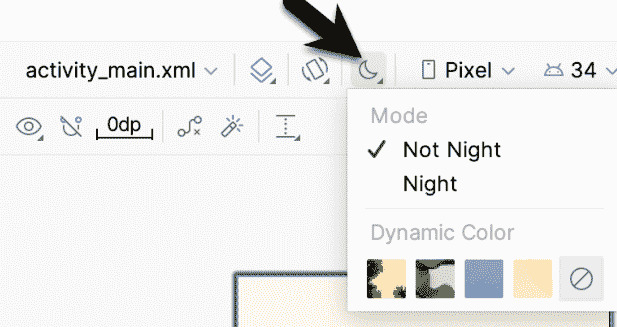 activity_main.xml Pixel 34
0dp
Mode
Not Night
Night
Dynamic Color